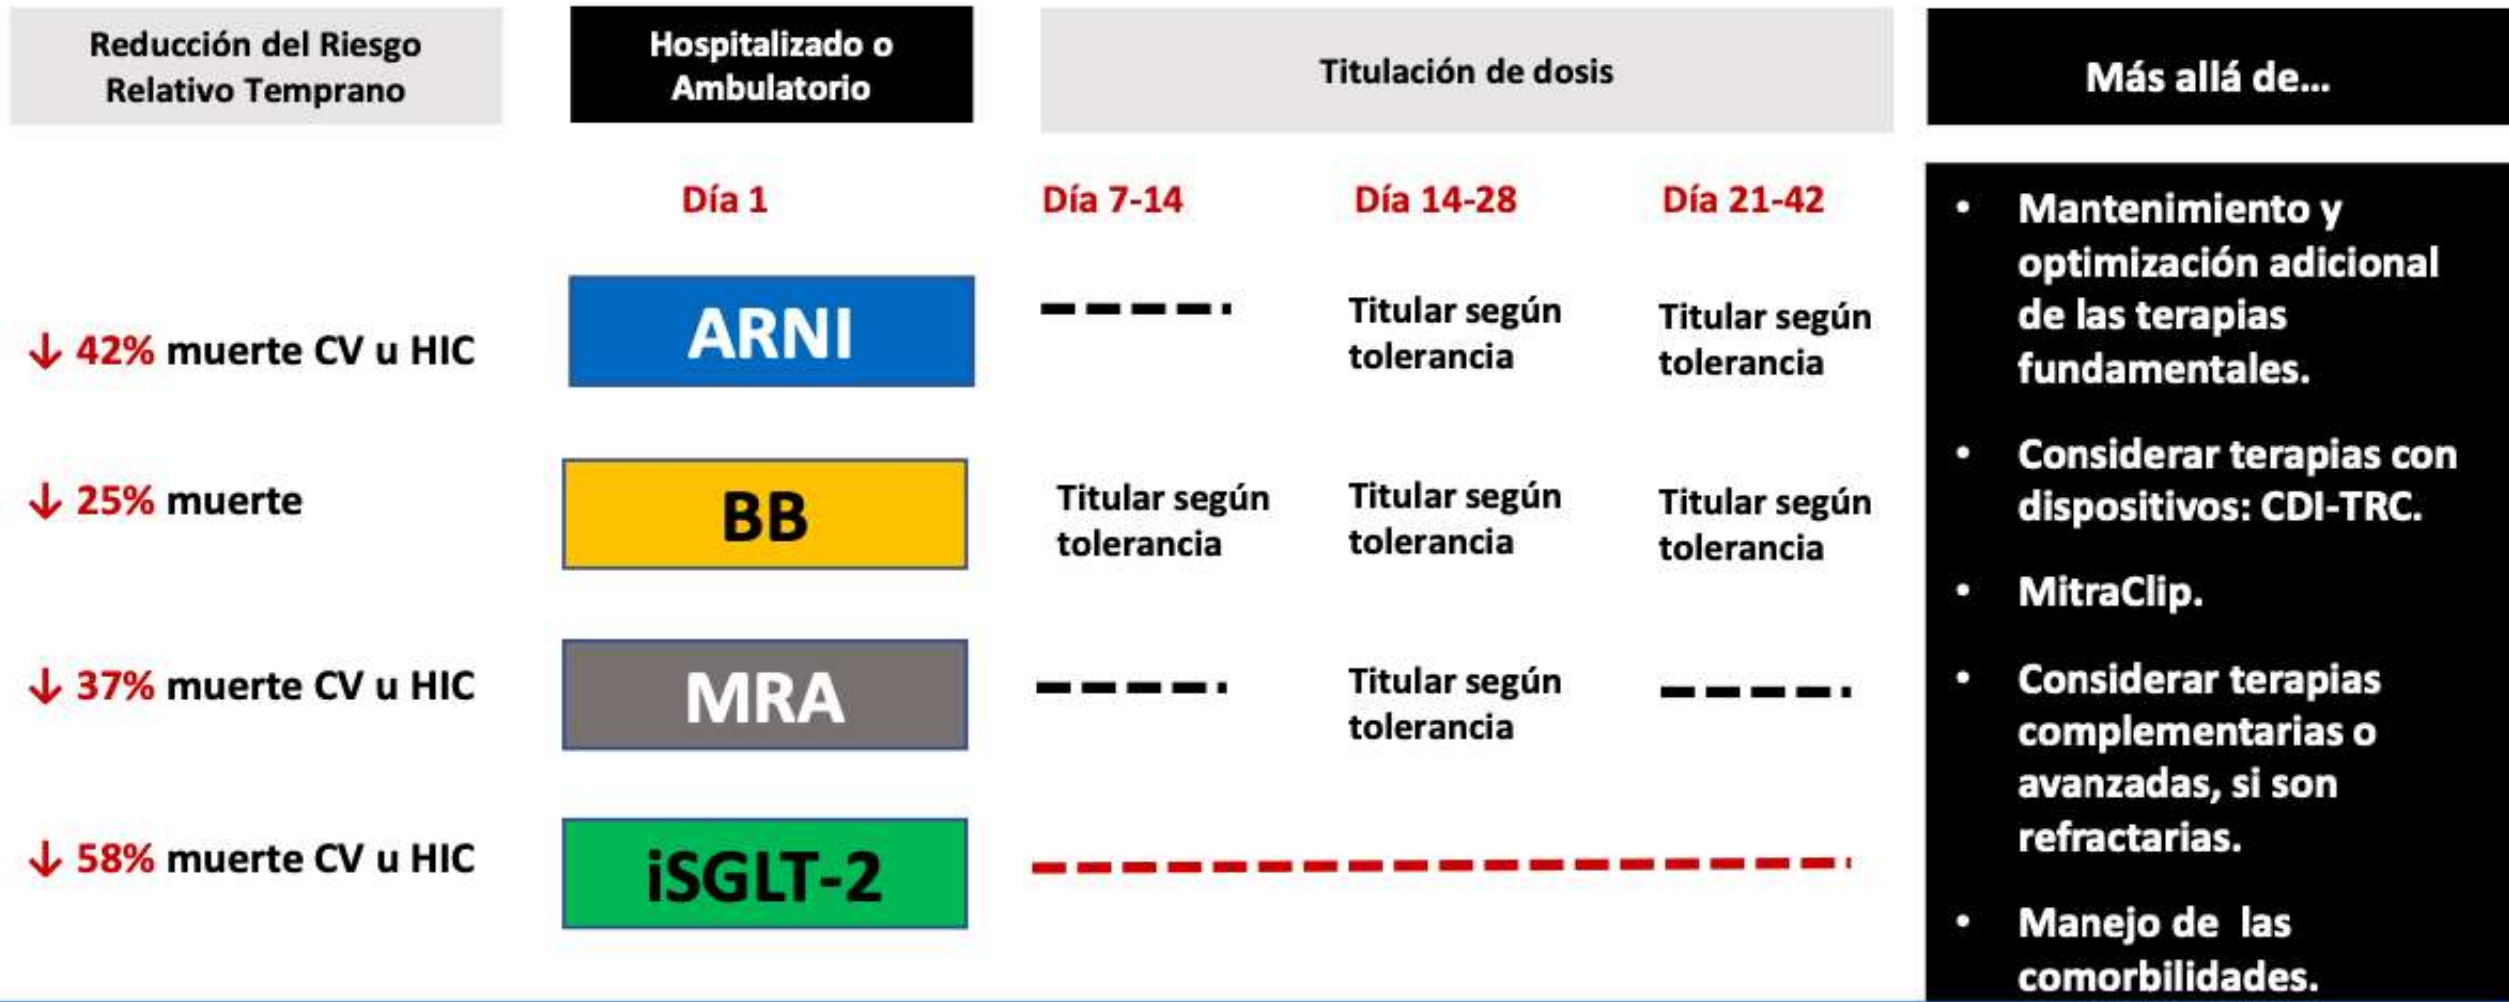 Reducción del Riesgo
Relativo Temprano
Hospitalizado o
Ambulatorio
Titulación de dosis
Más allá de...
Día 1
Día 7-14
Día 14-28
Día 21-42
↓ 42% muerte CV u HIC
ARNI
Titular según
tolerancia
Titular según
tolerancia
↓ 25% muerte
BB
Titular según
tolerancia
Titular según
tolerancia
Titular según
tolerancia
↓ 37% muerte CV u HIC
MRA
Titular según
tolerancia
↓ 58% muerte CV u HIC
iSGLT-2
• Mantenimiento y
optimización adicional
de las terapias
fundamentales.
• Considerar terapias con
dispositivos: CDI-TRC.
• MitraClip.
• Considerar terapias
complementarias o
avanzadas, si son
refractarias.
• Manejo de las
comorbilidades.